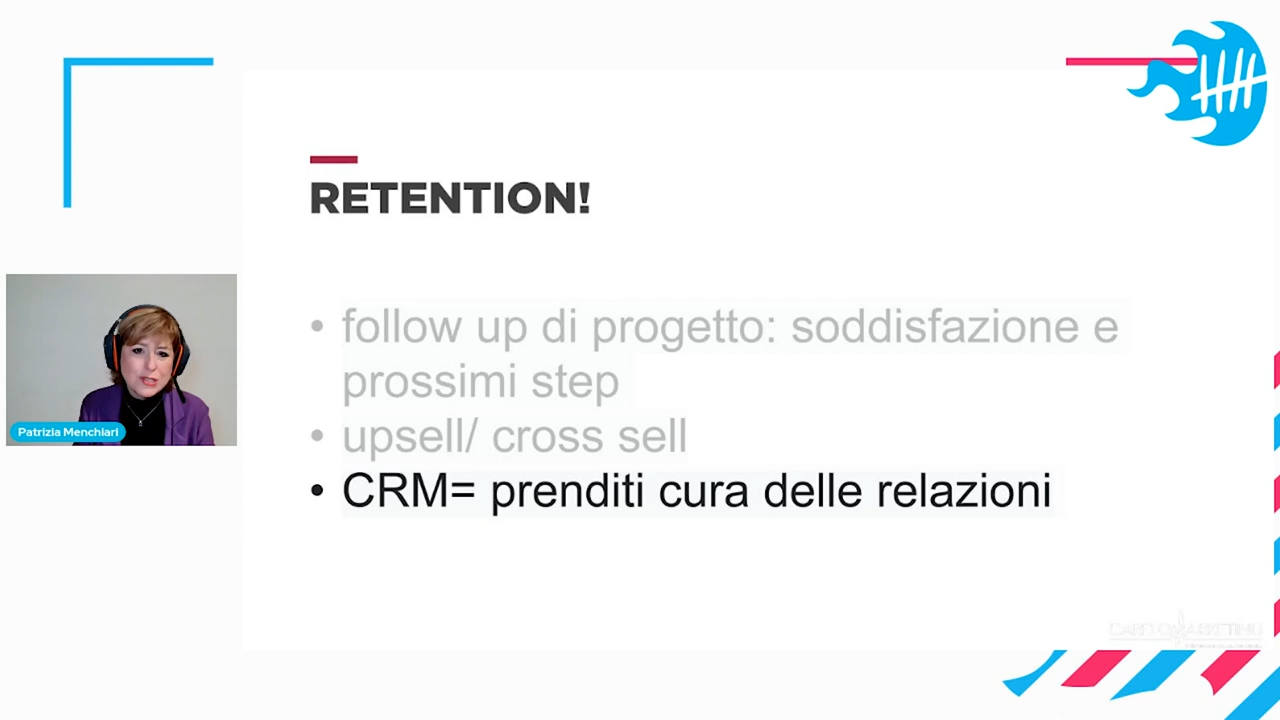 RETENTION!
• follow up di progetto: soddisfazione e
prossimi step
• upsell/ cross sell
• CRM= prenditi cura delle relazioni
Patrizia Menchiari